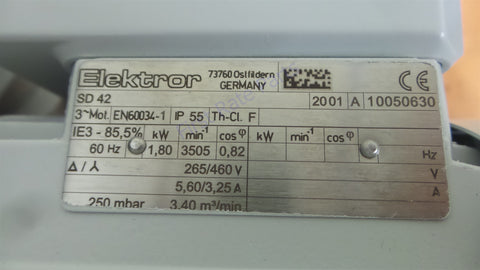 Elektror 73760 Ostfildern
GERMANY CE
SD 42 2001 A 10050630
3~Mot. EN60034-1 IP 55 Th-Cl. F
IE3 - 85,5% kW min⁻¹ cosφ kW min⁻¹ cosφ
60 Hz 1,80 3505 0,82 Hz
Δ / ⅄ 265/460 V V
5,60/3,25 A A
250 mbar 3,40 m³/min